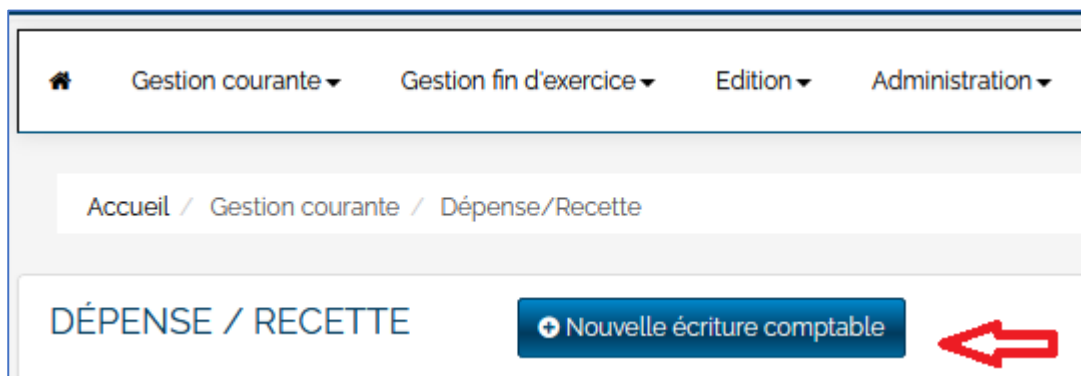 Gestion courante Gestion fin d'exercice Edition Administration
Accueil / Gestion courante / Dépense/Recette
DÉPENSE / RECETTE Nouvelle écriture comptable